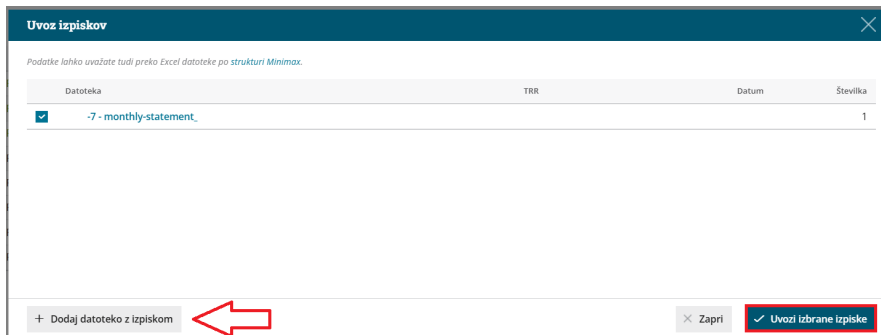 Uvoz izpiskov
Podatke lahko uvažate tudi preko Excel datoteke po strukturi Minimax.
Datoteka TRR Datum Številka
-7 - monthly-statement_ 1
+ Dodaj datoteko z izpiskom Zapri Uvozi izbrane izpiske